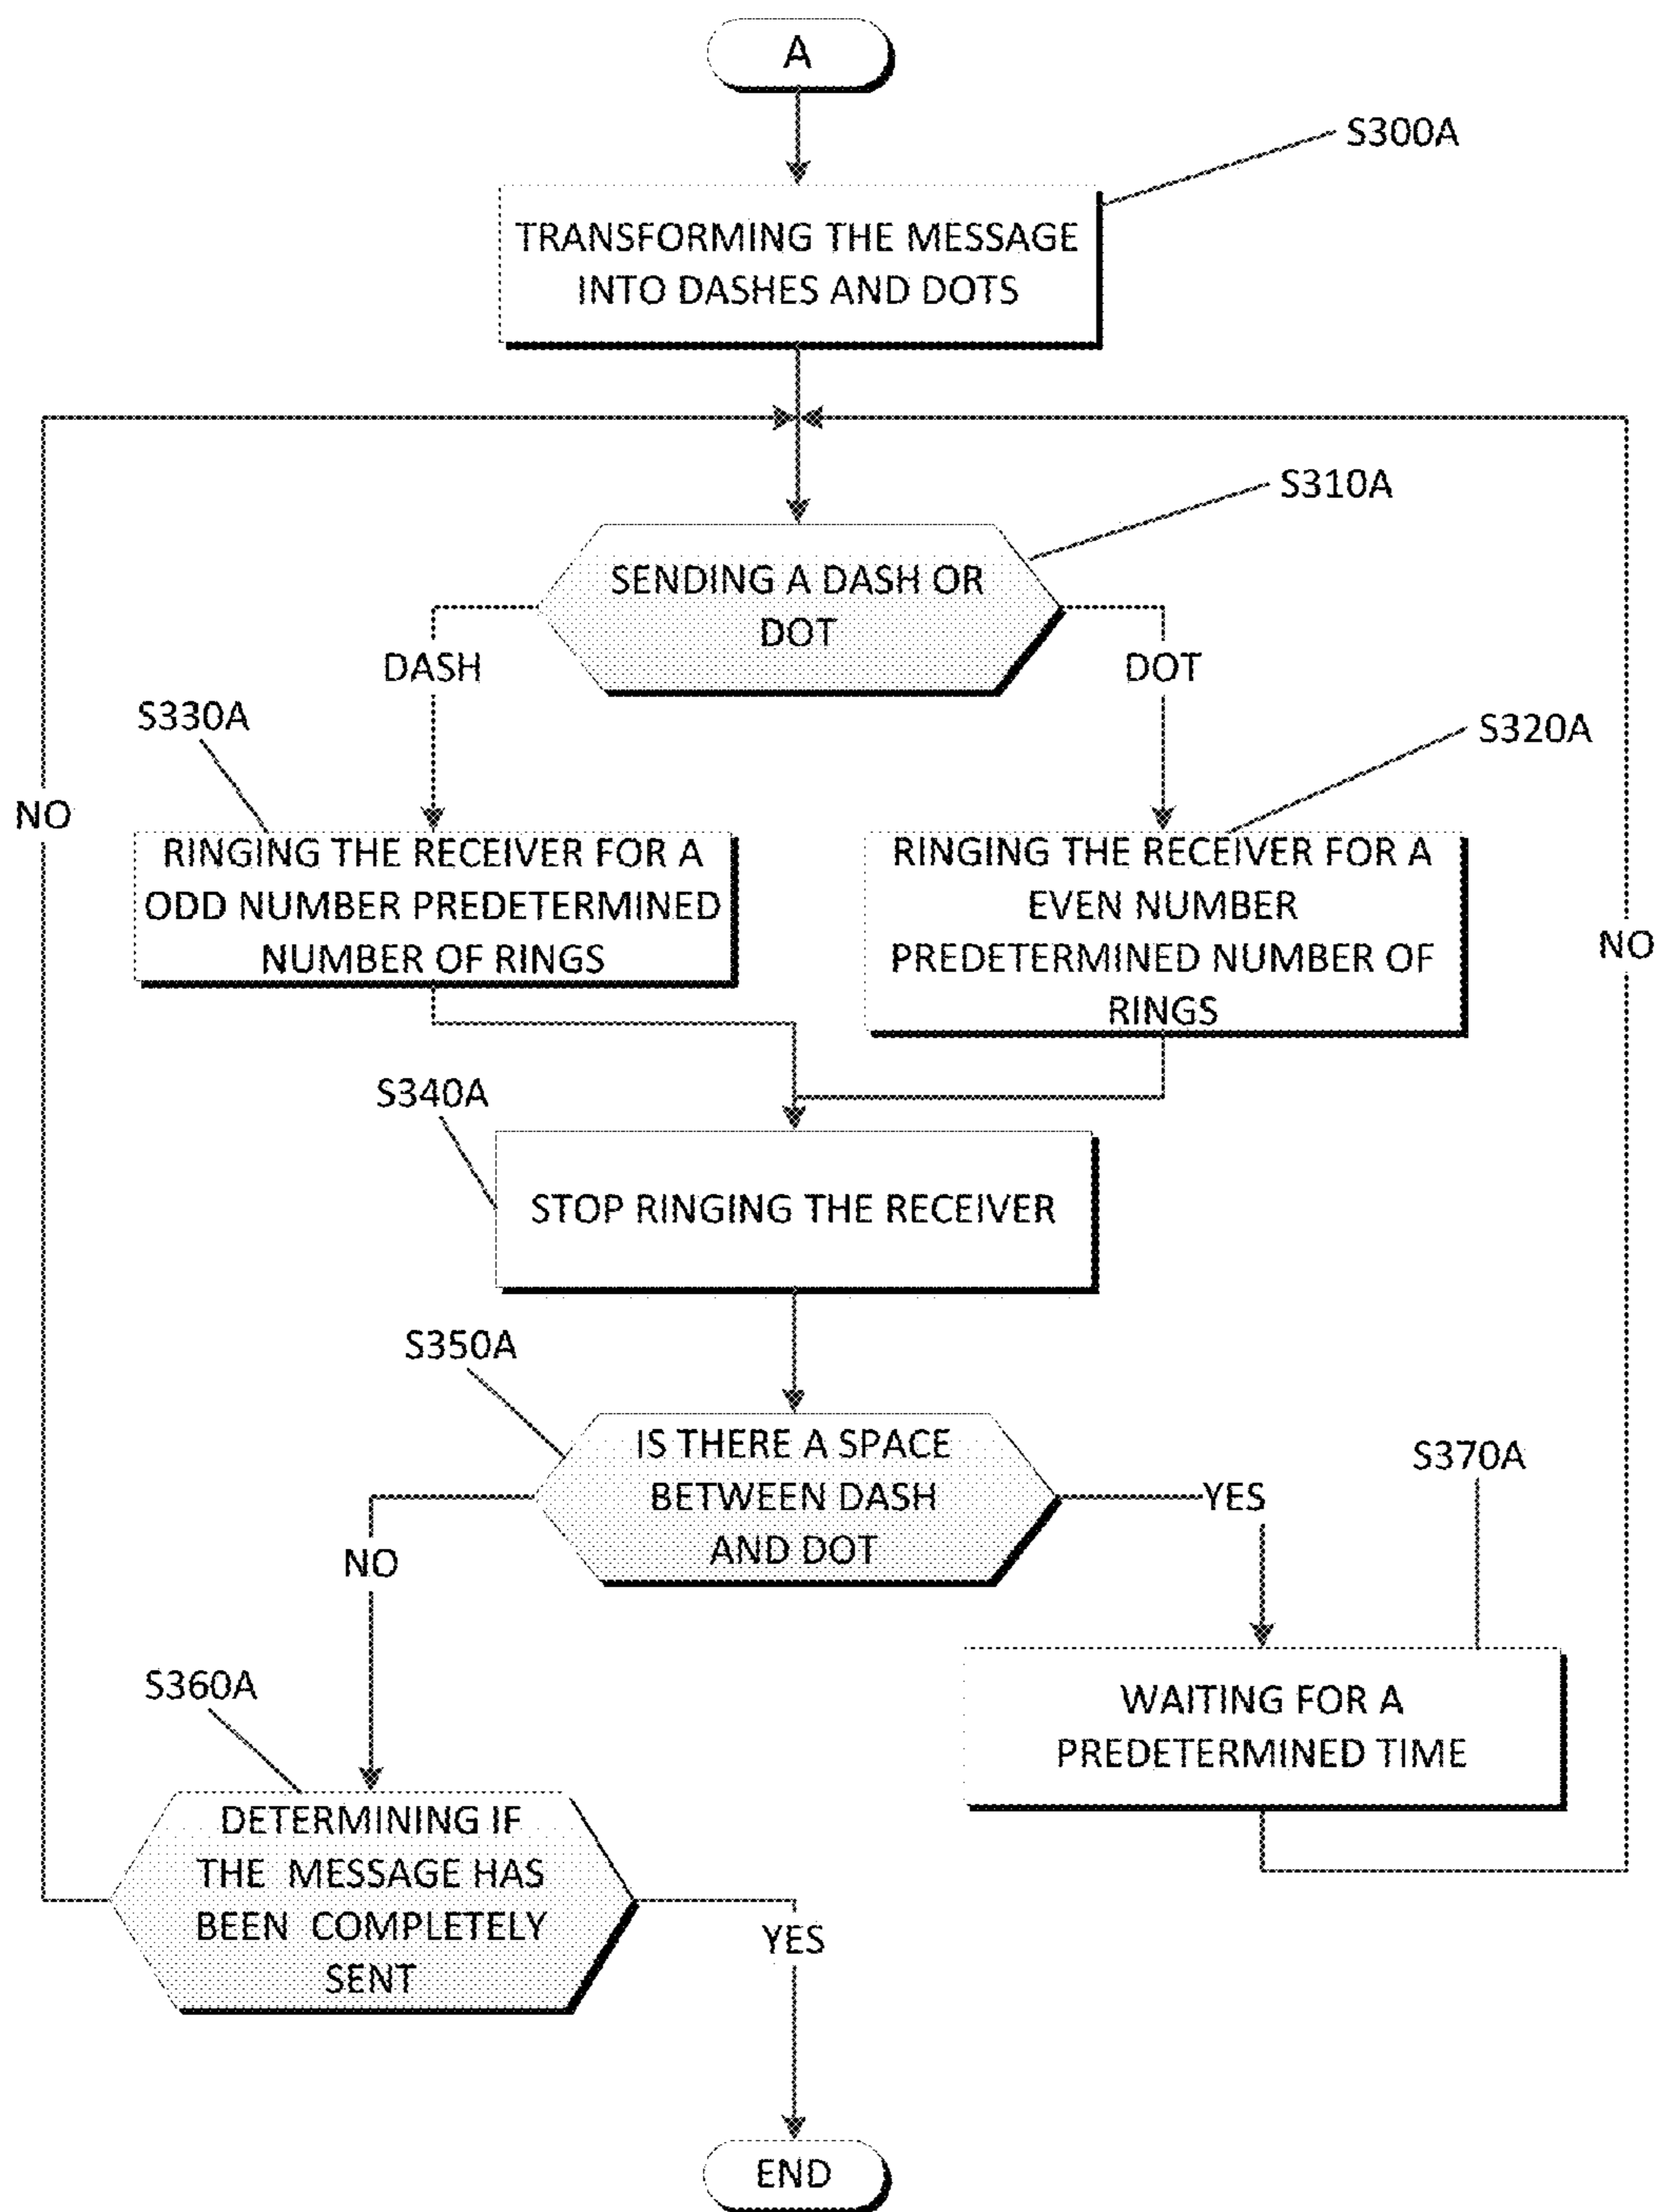 A
S300A
TRANSFORMING THE MESSAGE
INTO DASHES AND DOTS
S310A
SENDING A DASH OR
DOT
DASH
DOT
S330A
S320A
NO
RINGING THE RECEIVER FOR A
ODD NUMBER PREDETERMINED
NUMBER OF RINGS
RINGING THE RECEIVER FOR A
EVEN NUMBER
PREDETERMINED NUMBER OF
RINGS
NO
S340A
STOP RINGING THE RECEIVER
S350A
IS THERE A SPACE
BETWEEN DASH
AND DOT
S370A
YES
NO
WAITING FOR A
PREDETERMINED TIME
S360A
DETERMINING IF
THE MESSAGE HAS
BEEN COMPLETELY
SENT
YES
END